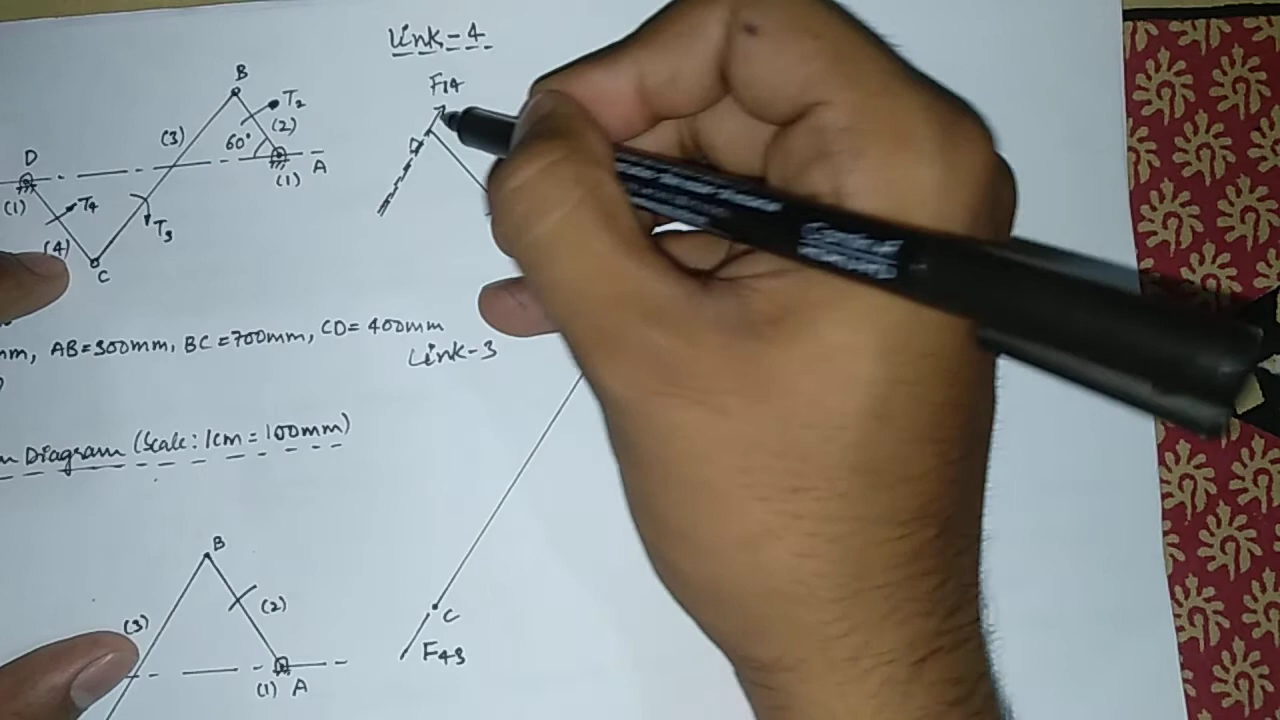 Link = 4
F14
B
T2
(3)
(2)
60°
D
A
(1)
(1)
T4
T3
(4)
C
mm, AB=300mm, BC=700mm, CD=400mm
Link-3
n Diagram (Scale: 1cm = 100mm)
B
(2)
(3)
C
F43
(1) A
D